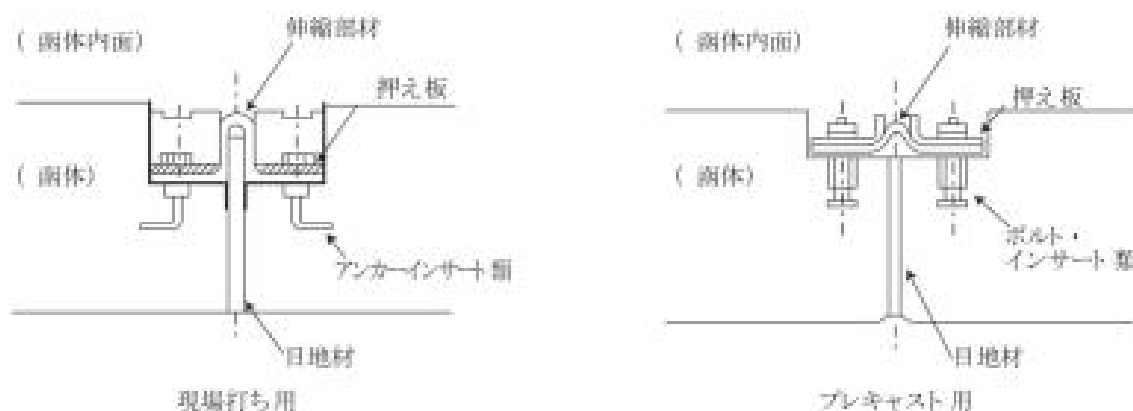 ( 函体内面)
伸縮部材
押え板
( 函体)
アンカーインサート 類
目地材
現場打ち 用
( 函体内面)
伸縮部材
押え板
( 函体)
ボルト・
インサート 類
目地材
プレキャスト 用